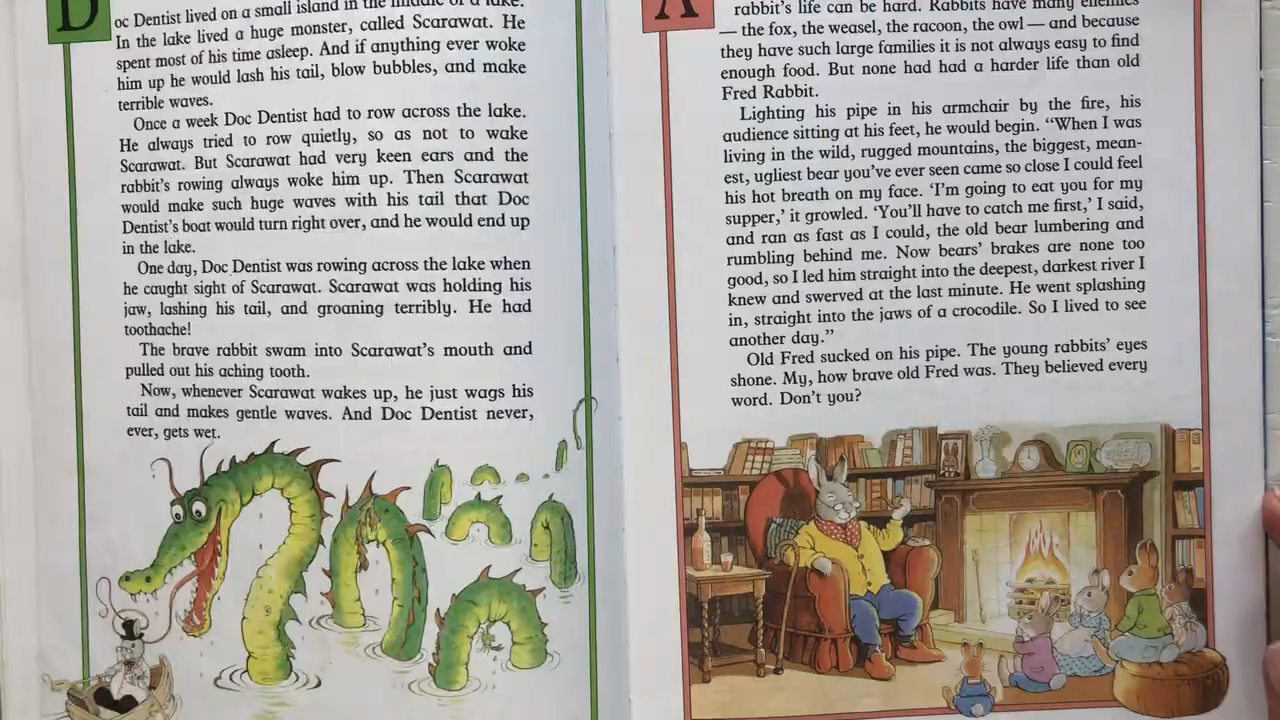 D
oc Dentist lived on a small island in the middle of a lake.
In the lake lived a huge monster, called Scarawat. He
spent most of his time asleep. And if anything ever woke
him up he would lash his tail, blow bubbles, and make
terrible waves.
Once a week Doc Dentist had to row across the lake.
He always tried to row quietly, so as not to wake
Scarawat. But Scarawat had very keen ears and the
rabbit's rowing always woke him up. Then Scarawat
would make such huge waves with his tail that Doc
Dentist's boat would turn right over, and he would end up
in the lake.
One day, Doc Dentist was rowing across the lake when
he caught sight of Scarawat. Scarawat was holding his
jaw, lashing his tail, and groaning terribly. He had
toothache!
The brave rabbit swam into Scarawat's mouth and
pulled out his aching tooth.
Now, whenever Scarawat wakes up, he just wags his
tail and makes gentle waves. And Doc Dentist never,
ever, gets wet.
A
rabbit's life can be hard. Rabbits have many enemies
— the fox, the weasel, the racoon, the owl — and because
they have such large families it is not always easy to find
enough food. But none had had a harder life than old
Fred Rabbit.
Lighting his pipe in his armchair by the fire, his
audience sitting at his feet, he would begin. “When I was
living in the wild, rugged mountains, the biggest, mean-
est, ugliest bear you've ever seen came so close I could feel
his hot breath on my face. ‘I'm going to eat you for my
supper,’ it growled. ‘You'll have to catch me first,’ I said,
and ran as fast as I could, the old bear lumbering and
rumbling behind me. Now bears' brakes are none too
good, so I led him straight into the deepest, darkest river I
knew and swerved at the last minute. He went splashing
in, straight into the jaws of a crocodile. So I lived to see
another day.”
Old Fred sucked on his pipe. The young rabbits' eyes
shone. My, how brave old Fred was. They believed every
word. Don't you?